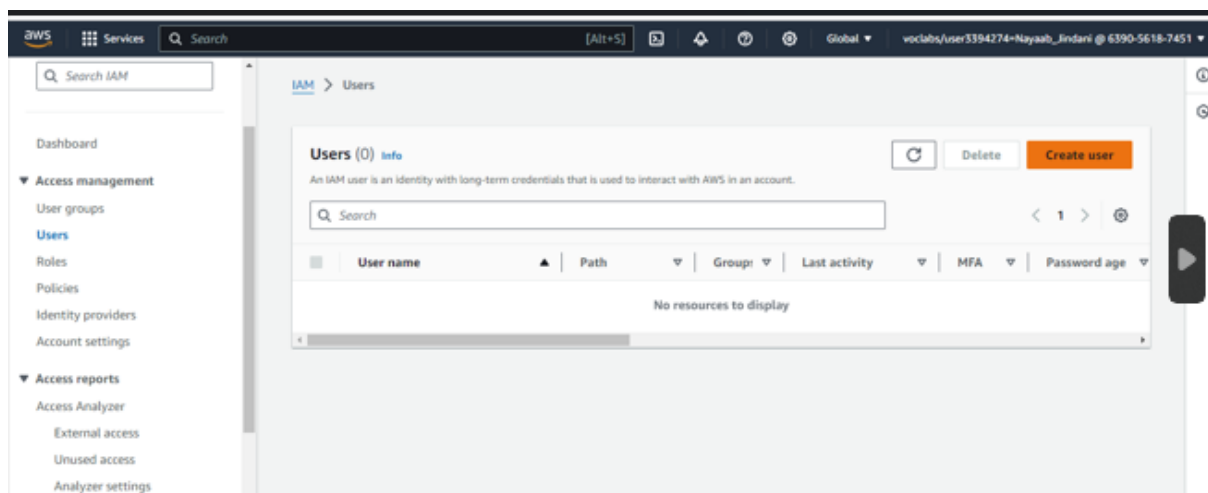 aws Services Search [Alt+S] Global voclabs/user3394274=Nayaab_Jindani @ 6390-5618-7451
Search IAM
IAM > Users
Dashboard
Users (0) Info
Delete
Create user
An IAM user is an identity with long-term credentials that is used to interact with AWS in an account.
Access management
User groups
Search
1
Users
Roles
User name Path Groups Last activity MFA Password age
Policies
No resources to display
Identity providers
Account settings
Access reports
Access Analyzer
External access
Unused access
Analyzer settings